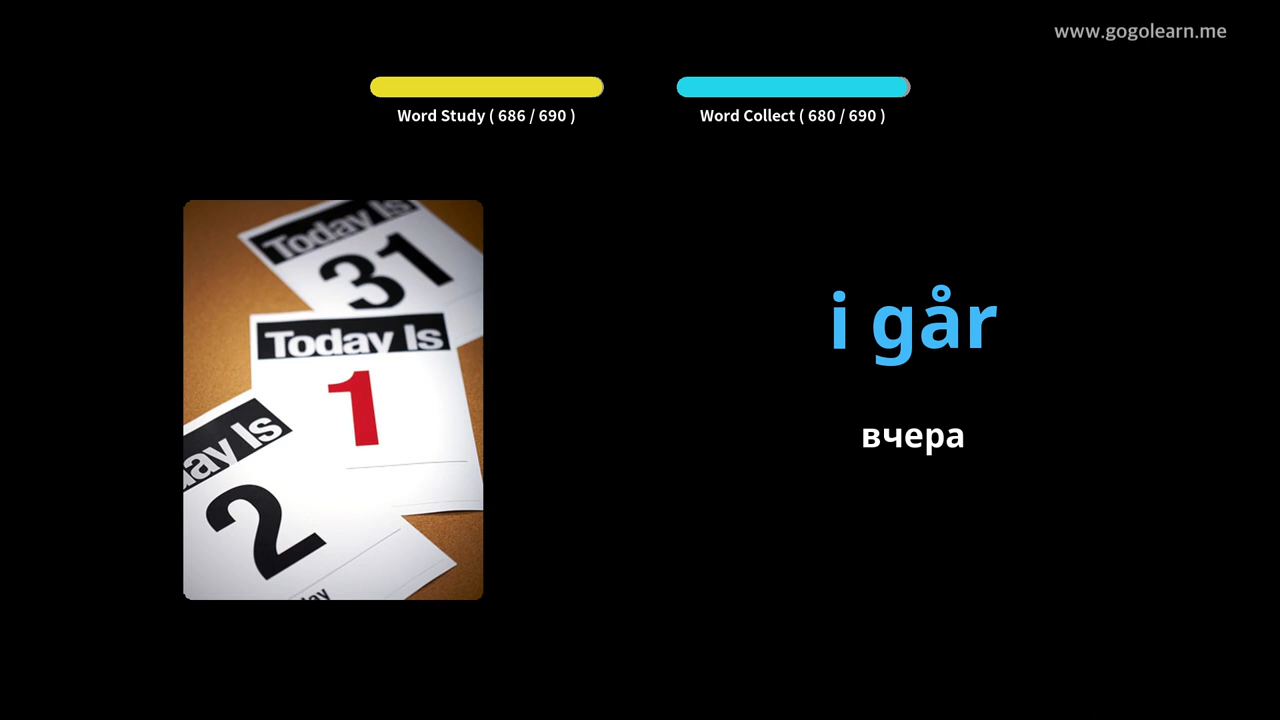 www.gogolearn.me
Word Study ( 686 / 690 )
Word Collect ( 680 / 690 )
Today Is
31
Today Is
1
ay Is
2
i går
вчера